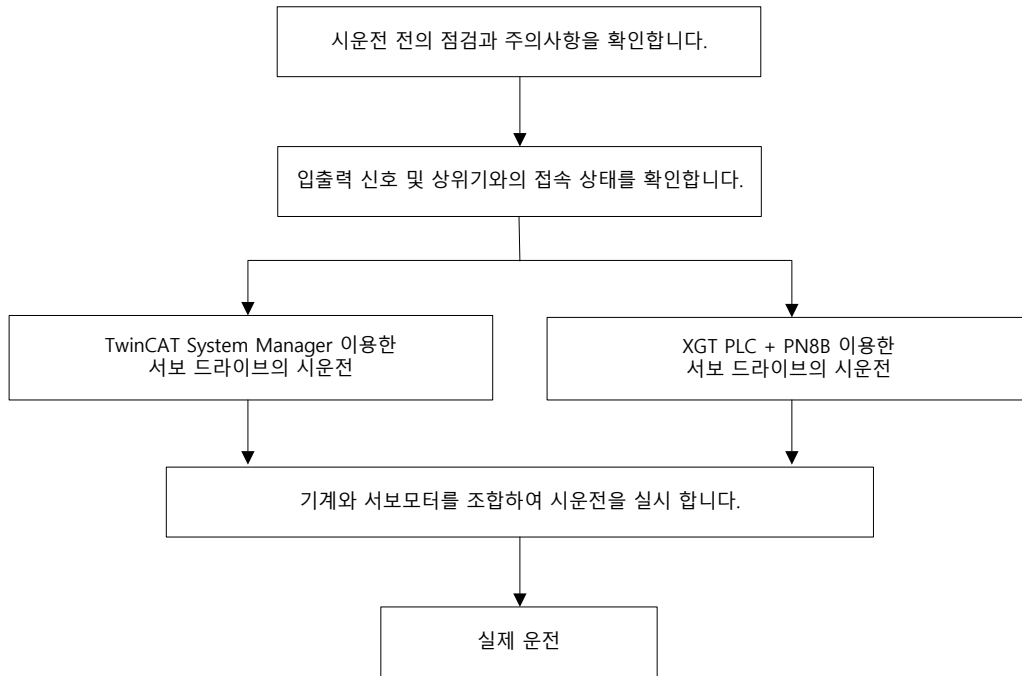 시운전 전의 점검과 주의사항을 확인합니다.
입출력 신호 및 상위기와의 접속 상태를 확인합니다.
TwinCAT System Manager 이용한
서보 드라이브의 시운전
XGT PLC + PN8B 이용한
서보 드라이브의 시운전
기계와 서보모터를 조합하여 시운전을 실시 합니다.
실제 운전